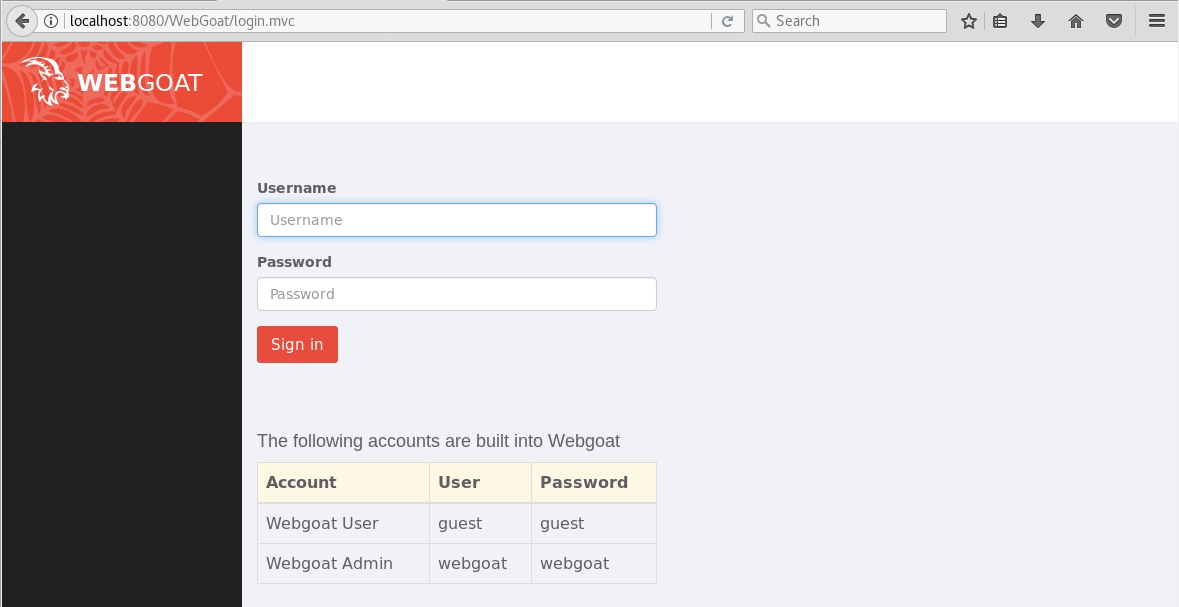 localhost:8080/WebGoat/login.mvc
Search
WEBGOAT
Username
Username
Password
Password
Sign in
The following accounts are built into Webgoat
Account User Password
Webgoat User guest guest
Webgoat Admin webgoat webgoat